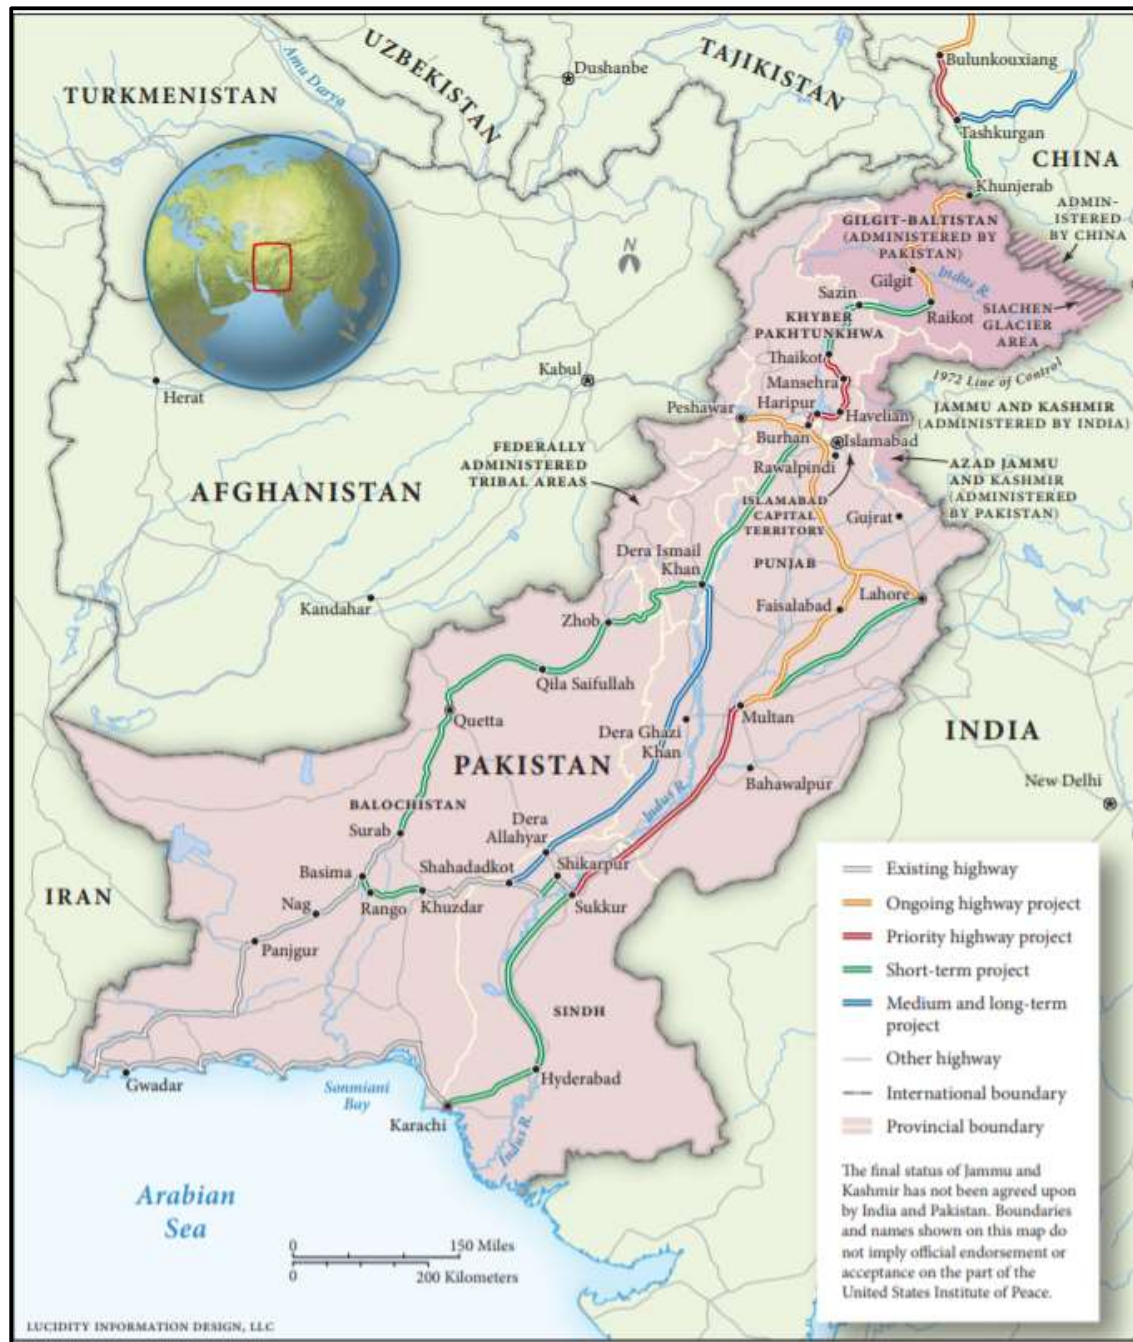 UZBEKISTAN
TAJIKISTAN
Bulunkouxiang
Amu Darya
Dushanbe
TURKMENISTAN
Tashkurgan
CHINA
Khunjerab
ADMIN-
ISTERED
BY CHINA
GILGIT-BALTISTAN
(ADMINISTERED BY
PAKISTAN)
N
Gilgit
Indus R.
Sazin
Raikot
SIACHEN
GLACIER
AREA
KHYBER
PAKHTUNKHWA
Thaikot
1972 Line of Control
Kabul
Mansehra
Herat
Haripur
Peshawar
Havelian
JAMMU AND KASHMIR
(ADMINISTERED BY INDIA)
Burhan
Islamabad
FEDERALLY
ADMINISTERED
TRIBAL AREAS
Rawalpindi
AZAD JAMMU
AND KASHMIR
(ADMINISTERED
BY PAKISTAN)
AFGHANISTAN
ISLAMABAD
CAPITAL
TERRITORY
Gujrat
Dera Ismail
Khan
PUNJAB
Kandahar
Faisalabad
Lahore
Zhob
Qila Saifullah
Quetta
Multan
Dera Ghazi
Khan
INDIA
PAKISTAN
Bahawalpur
New Delhi
BALOCHISTAN
Indus R.
Surab
Dera
Allahyar
Basima
Shahadadkot
Shikarpur
IRAN
Nag
Rango
Khuzdar
Sukkur
Panjgur
SINDH
Gwadar
Sonmiani
Bay
Hyderabad
Karachi
Indus R.
Arabian
Sea
0 150 Miles
0 200 Kilometers
Existing highway
Ongoing highway project
Priority highway project
Short-term project
Medium and long-term
project
Other highway
International boundary
Provincial boundary
The final status of Jammu and
Kashmir has not been agreed upon
by India and Pakistan. Boundaries
and names shown on this map do
not imply official endorsement or
acceptance on the part of the
United States Institute of Peace.
LUCIDITY INFORMATION DESIGN, LLC